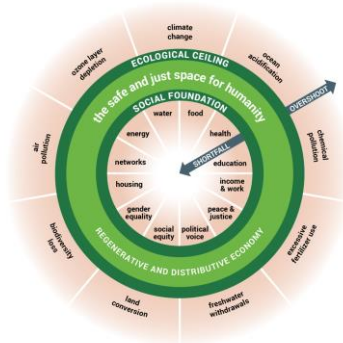 climate
change
ocean
acidification
chemical
pollution
excessive
fertilizer use
freshwater
withdrawals
land
conversion
biodiversity
loss
air
pollution
ozone layer
depletion
OVERSHOOT
ECOLOGICAL CEILING
the safe and just space for humanity
SOCIAL FOUNDATION
water
food
health
education
income
& work
peace &
justice
political
voice
social
equity
gender
equality
housing
networks
energy
SHORTFALL
REGENERATIVE AND DISTRIBUTIVE ECONOMY